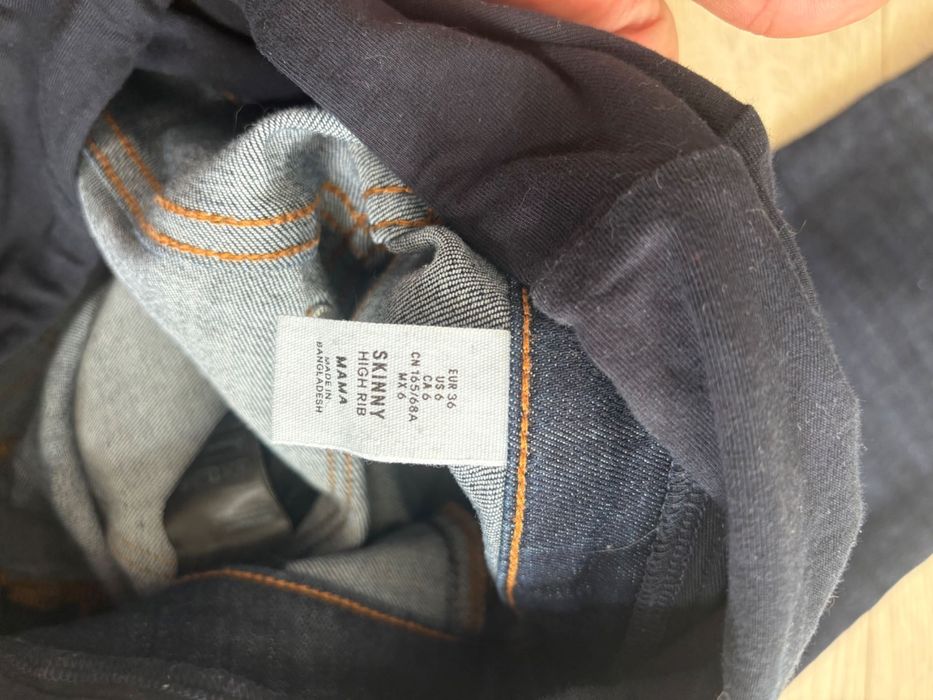 EUR 36
US 6
CA 6
CN 165/68A
MX 6
SKINNY
HIGH RIB
MAMA
MADE IN
BANGLADESH